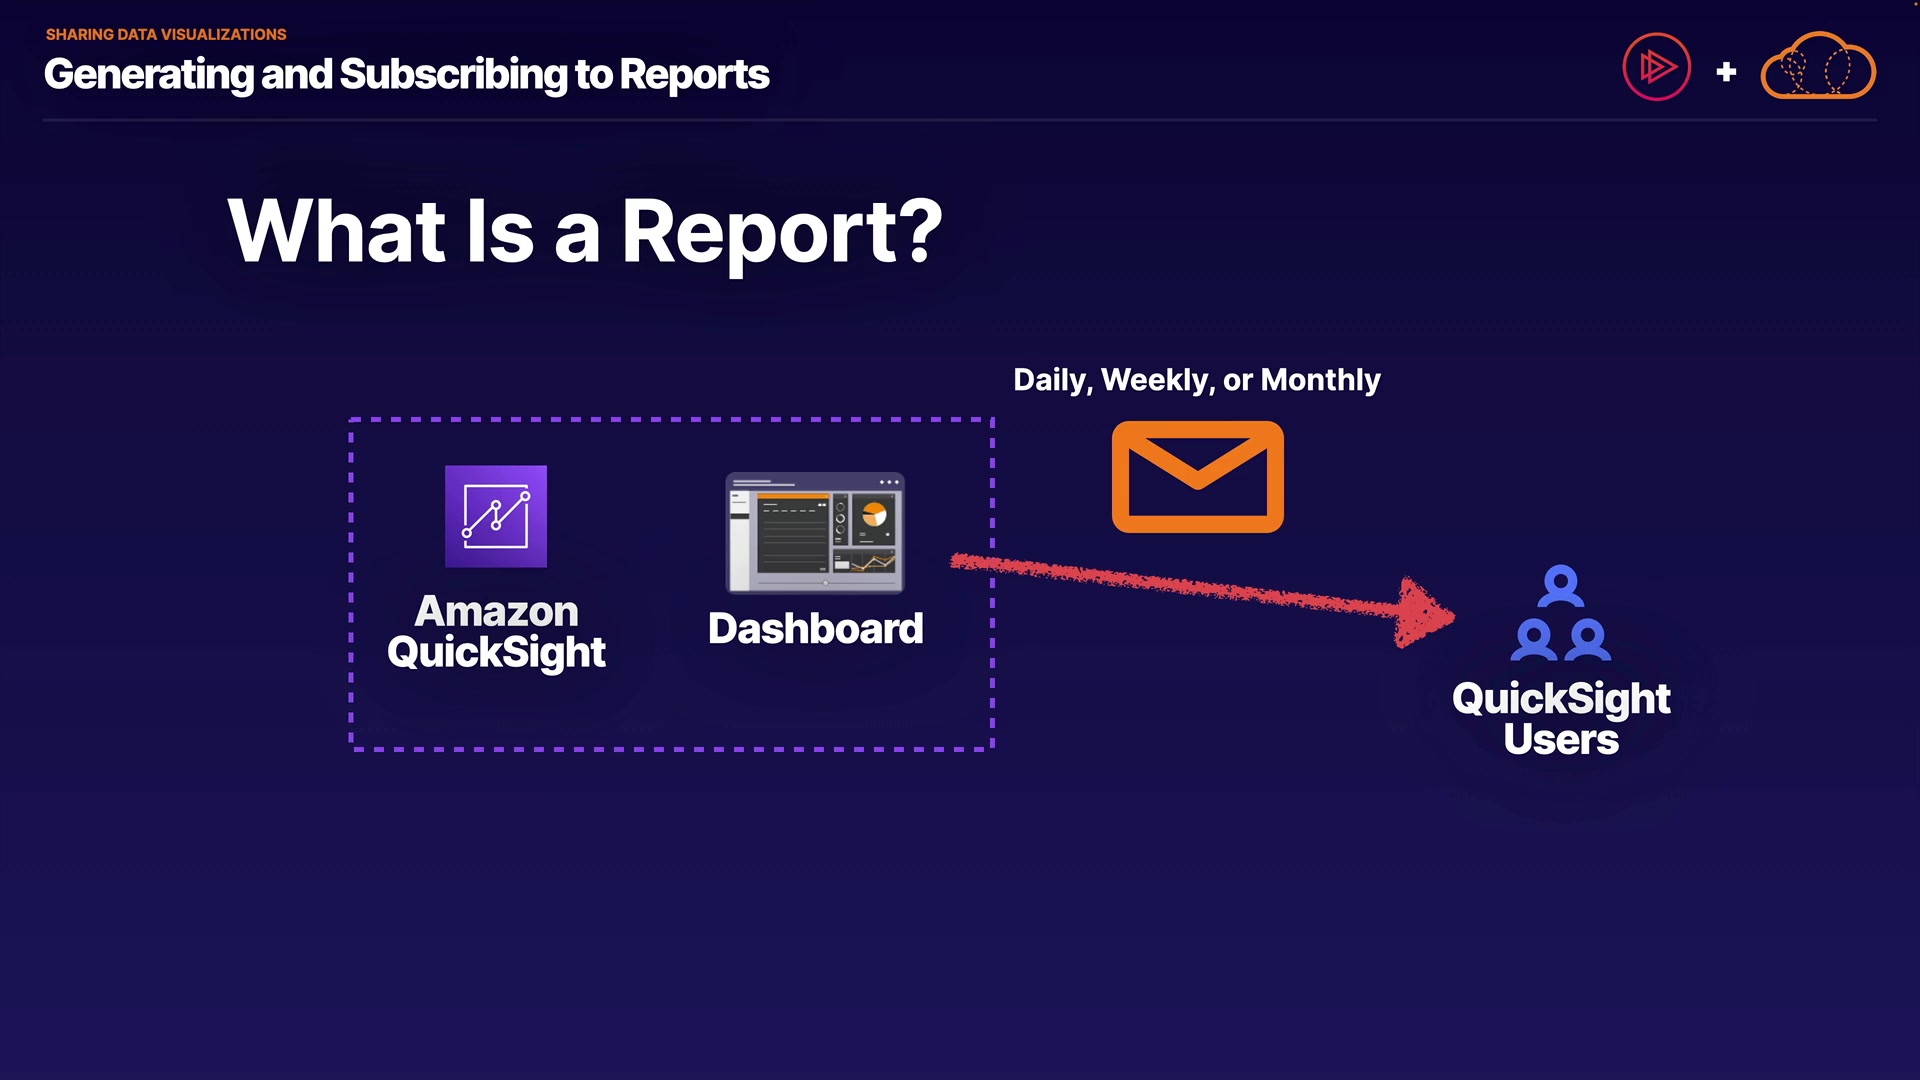 SHARING DATA VISUALIZATIONS
Generating and Subscribing to Reports
+
What Is a Report?
Daily, Weekly, or Monthly
Amazon
QuickSight
Dashboard
QuickSight
Users